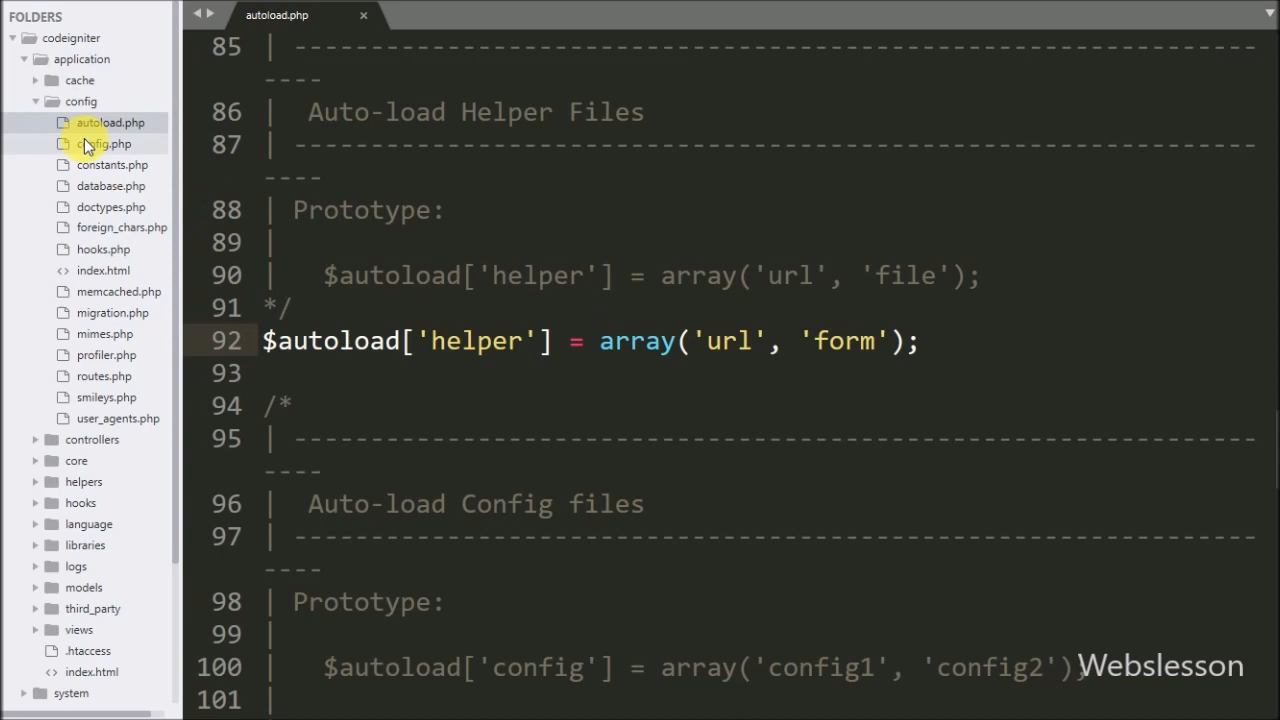 FOLDERS
codeigniter
application
cache
config
autoload.php
config.php
constants.php
database.php
doctypes.php
foreign_chars.php
hooks.php
<> index.html
memcached.php
migration.php
mimes.php
profiler.php
routes.php
smileys.php
user_agents.php
controllers
core
helpers
hooks
language
libraries
logs
models
third_party
views
.htaccess
<> index.html
system
autoload.php ×
85 | ----------------------------------------------------------------
----
86 |  Auto-load Helper Files
87 | ----------------------------------------------------------------
----
88 | Prototype:
89 |
90 |   $autoload['helper'] = array('url', 'file');
91 */
92 $autoload['helper'] = array('url', 'form');
93
94 /*
95 | ----------------------------------------------------------------
----
96 |  Auto-load Config files
97 | ----------------------------------------------------------------
----
98 | Prototype:
99 |
100 |   $autoload['config'] = array('config1', 'config2');
101 |
Webslesson